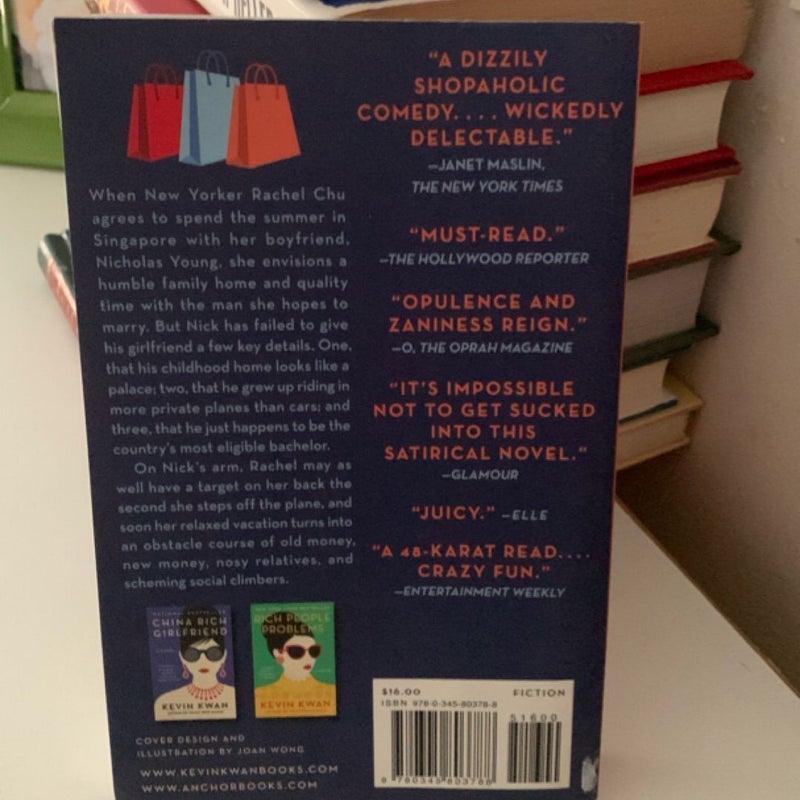 When New Yorker Rachel Chu
agrees to spend the summer in
Singapore with her boyfriend,
Nicholas Young, she envisions a
humble family home and quality
time with the man she hopes to
marry. But Nick has failed to give
his girlfriend a few key details. One,
that his childhood home looks like a
palace; two, that he grew up riding in
more private planes than cars; and
three, that he just happens to be the
country's most eligible bachelor.
On Nick's arm, Rachel may as
well have a target on her back the
second she steps off the plane, and
soon her relaxed vacation turns into
an obstacle course of old money,
new money, nosy relatives, and
scheming social climbers.
"A DIZZILY
SHOPAHOLIC
COMEDY.... WICKEDLY
DELECTABLE."
—JANET MASLIN,
THE NEW YORK TIMES
"MUST-READ."
—THE HOLLYWOOD REPORTER
"OPULENCE AND
ZANINESS REIGN."
—O, THE OPRAH MAGAZINE
"IT'S IMPOSSIBLE
NOT TO GET SUCKED
INTO THIS
SATIRICAL NOVEL."
—GLAMOUR
"JUICY." —ELLE
"A 48-KARAT READ....
CRAZY FUN."
—ENTERTAINMENT WEEKLY
NATIONAL BESTSELLER
CHINA RICH
GIRLFRIEND
KEVIN KWAN
RICH PEOPLE
PROBLEMS
KEVIN KWAN
COVER DESIGN AND
ILLUSTRATION BY JOAN WONG
WWW.KEVINKWANBOOKS.COM
WWW.ANCHORBOOKS.COM
$16.00 FICTION
ISBN 978-0-345-80378-8
51600
9 780345 803788